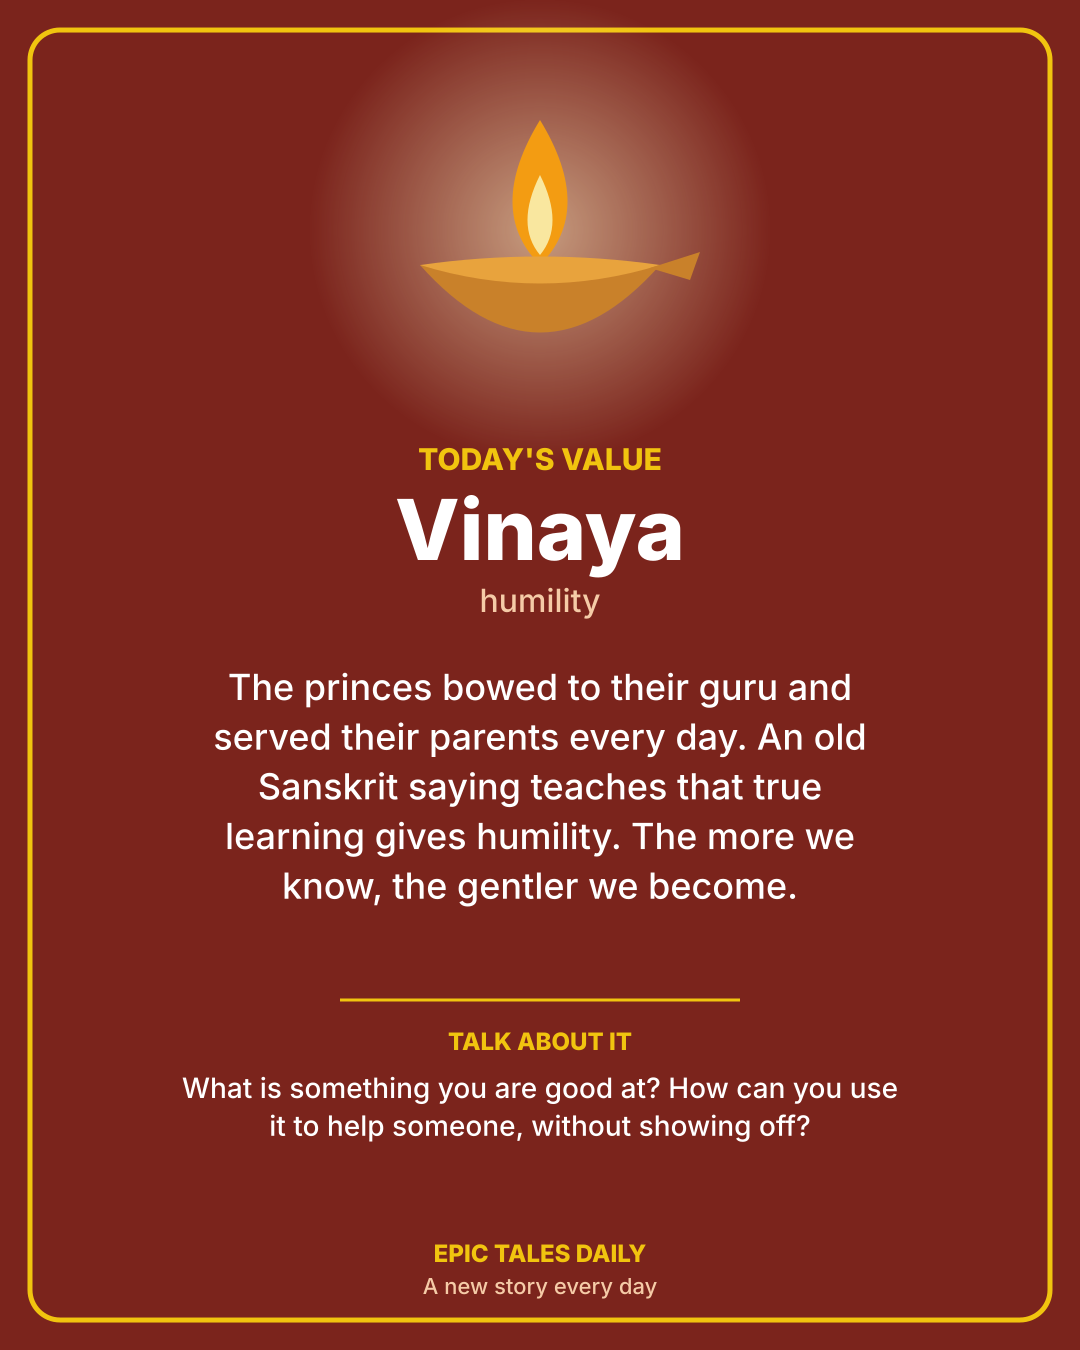 TODAY'S VALUE
Vinaya
humility
The princes bowed to their guru and
served their parents every day. An old
Sanskrit saying teaches that true
learning gives humility. The more we
know, the gentler we become.
TALK ABOUT IT
What is something you are good at? How can you use
it to help someone, without showing off?
EPIC TALES DAILY
A new story every day